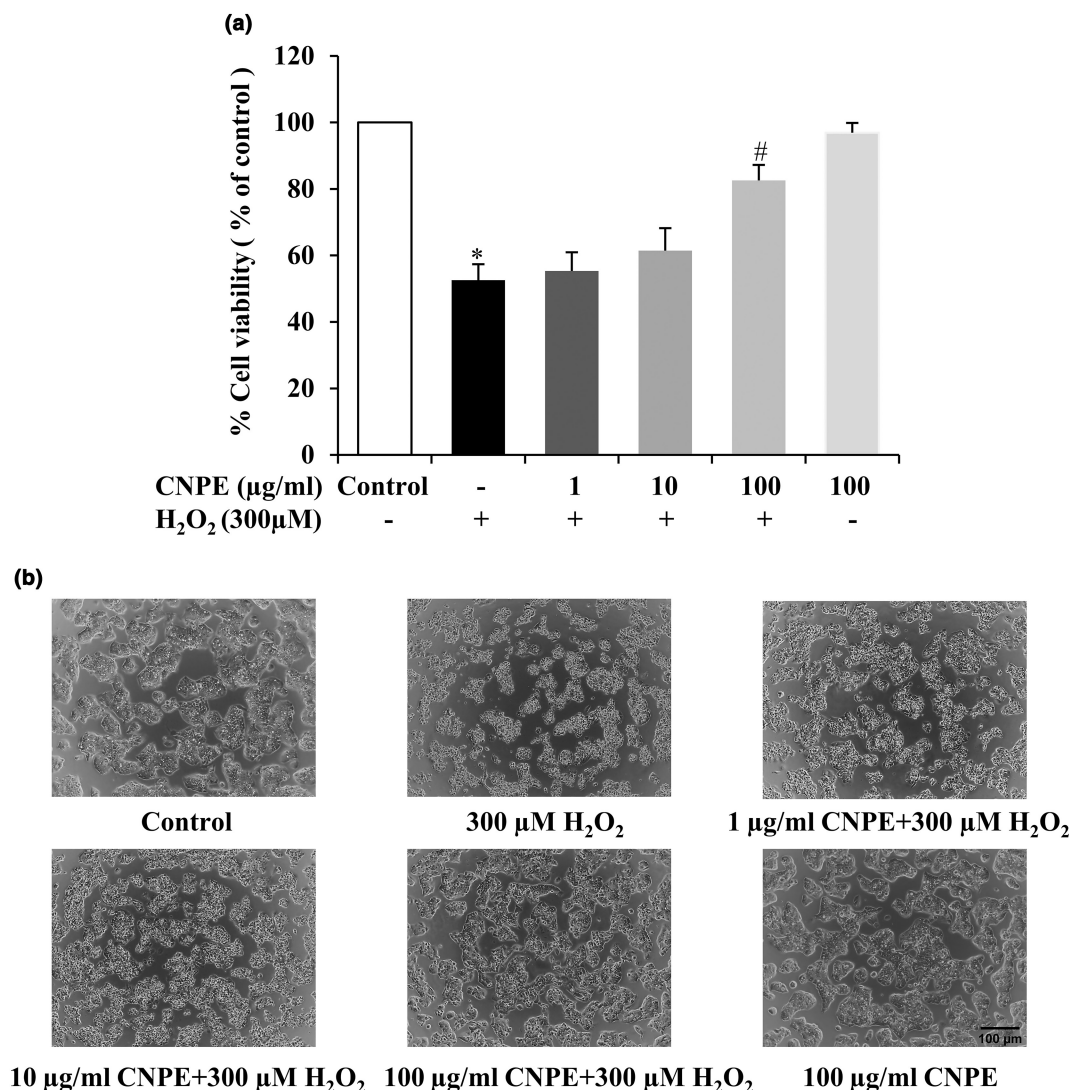 (a)
% Cell viability ( % of control )
120
100
80
60
40
20
0
*
#
CNPE (µg/ml) Control - 1 10 100 100
H₂O₂ (300µM) - + + + + -
(b)
Control 300 µM H₂O₂ 1 µg/ml CNPE+300 µM H₂O₂
100 µm
10 µg/ml CNPE+300 µM H₂O₂ 100 µg/ml CNPE+300 µM H₂O₂ 100 µg/ml CNPE